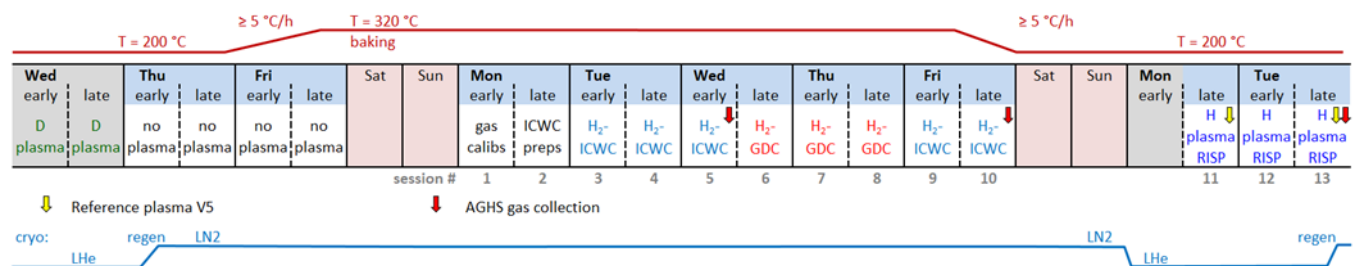 ≥ 5 °C/h T = 320 °C ≥ 5 °C/h
T = 200 °C baking T = 200 °C
Wed Thu Fri Sat Sun Mon Tue Wed Thu Fri Sat Sun Mon Tue
early late early late early late early late early late early late early late early late early late early late
D D no no no no gas ICWC H₂- H₂- H₂- H₂- H₂- H₂- H₂- H₂- H H H
plasma plasma plasma plasma plasma plasma calibs preps ICWC ICWC ICWC GDC GDC GDC ICWC ICWC plasma plasma plasma
RISP RISP RISP
session # 1 2 3 4 5 6 7 8 9 10 11 12 13
Reference plasma V5 AGHS gas collection
cryo: regen LN2 LN2 regen
LHe LHe